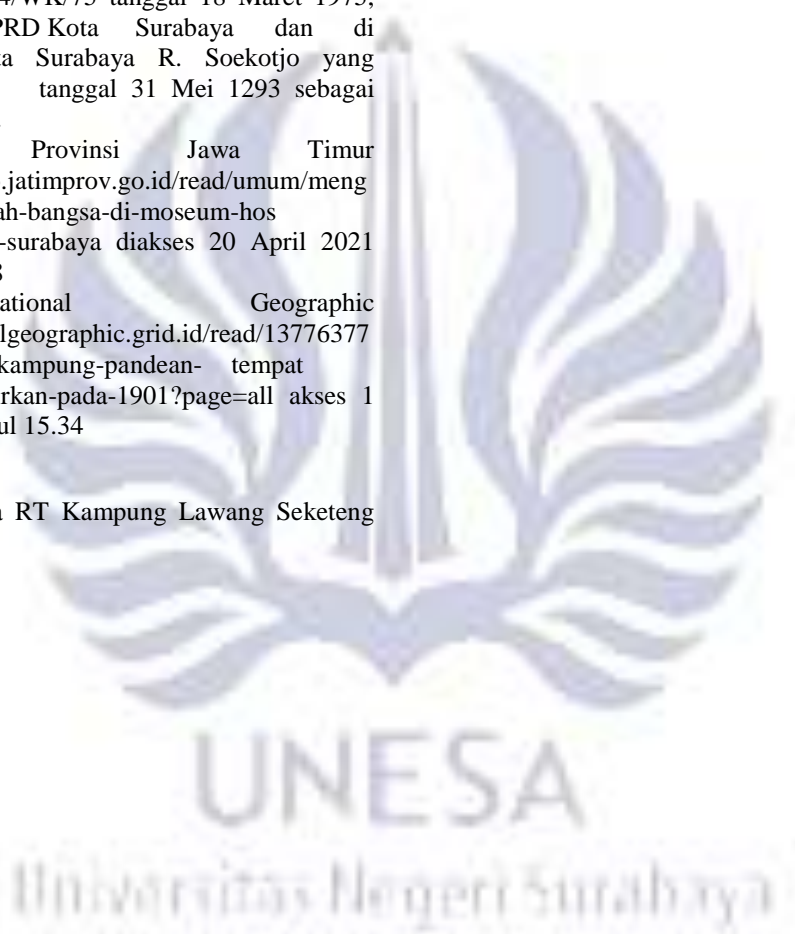 4/WK/75 tanggal 18 Maret 1975,
PRD Kota Surabaya dan di
Surabaya R. Soekotjo yang
tanggal 31 Mei 1293 sebagai
Provinsi Jawa Timur
.jatimprov.go.id/read/umum/meng
ah-bangsa-di-moseum-hos
-surabaya diakses 20 April 2021
Geographic
lgeographic.grid.id/read/13776377
kampung-pandean- tempat
rkan-pada-1901?page=all akses 1
ul 15.34
RT Kampung Lawang Seketeng
UNESA
Universitas Negeri Surabaya